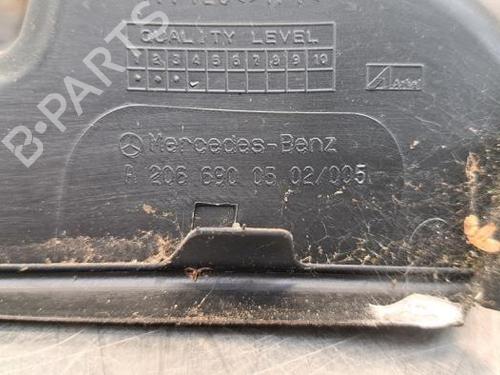 QUALITY LEVEL
1 2 3 4 5 6 7 8 9 10
Mercedes-Benz
A 206 690 05 02/005
B-PARTS